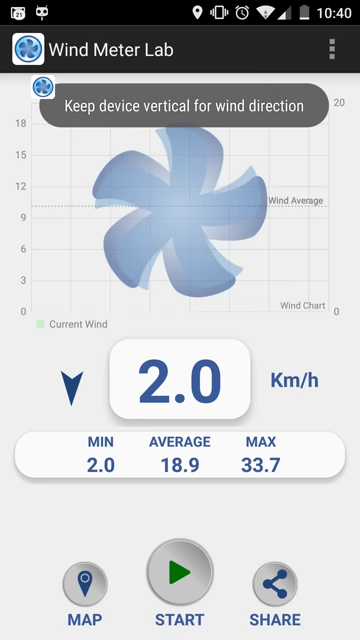 21
10:40
Wind Meter Lab
Keep device vertical for wind direction
20
18
15
12
Wind Average
9
6
3
Wind Chart
0
0
Current Wind
2.0
Km/h
MIN AVERAGE MAX
2.0 18.9 33.7
MAP START SHARE